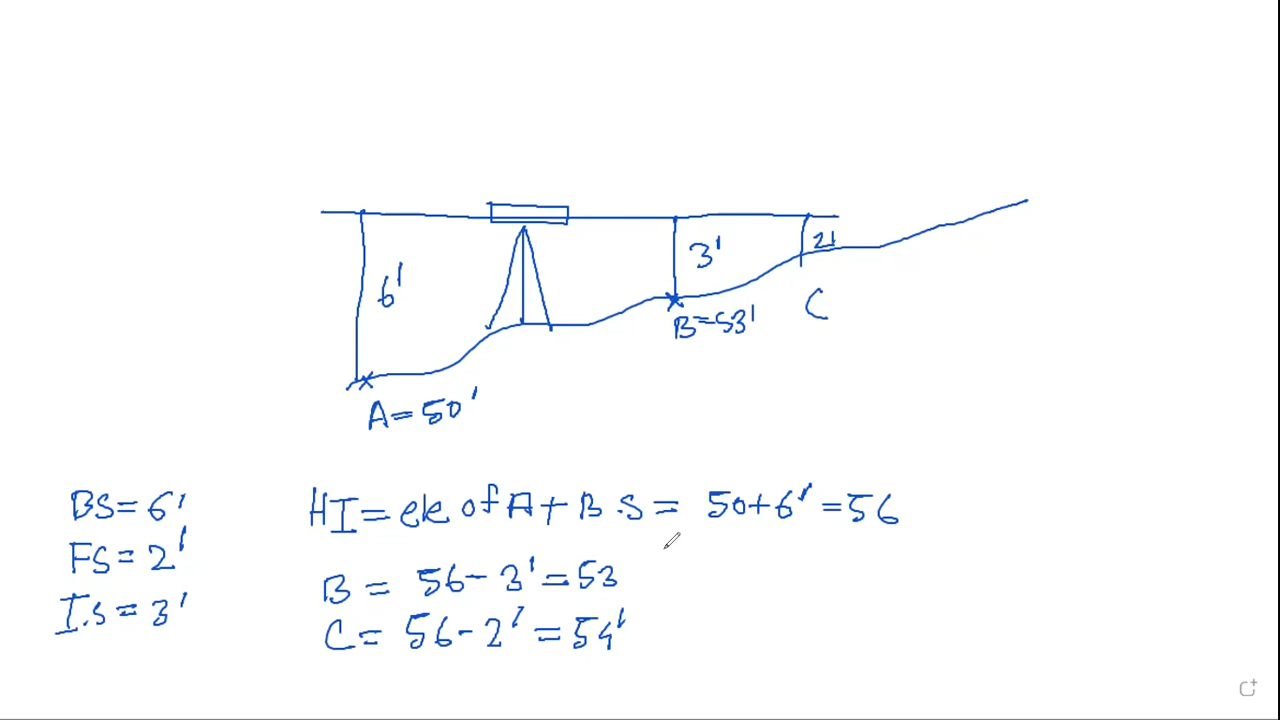 6'
3'
2'
B=53'
C
A=50'
BS=6'
FS=2'
I.S=3'
HI=ele of A+B.S= 50+6'=56
B= 56-3'=53
C= 56-2'=54'